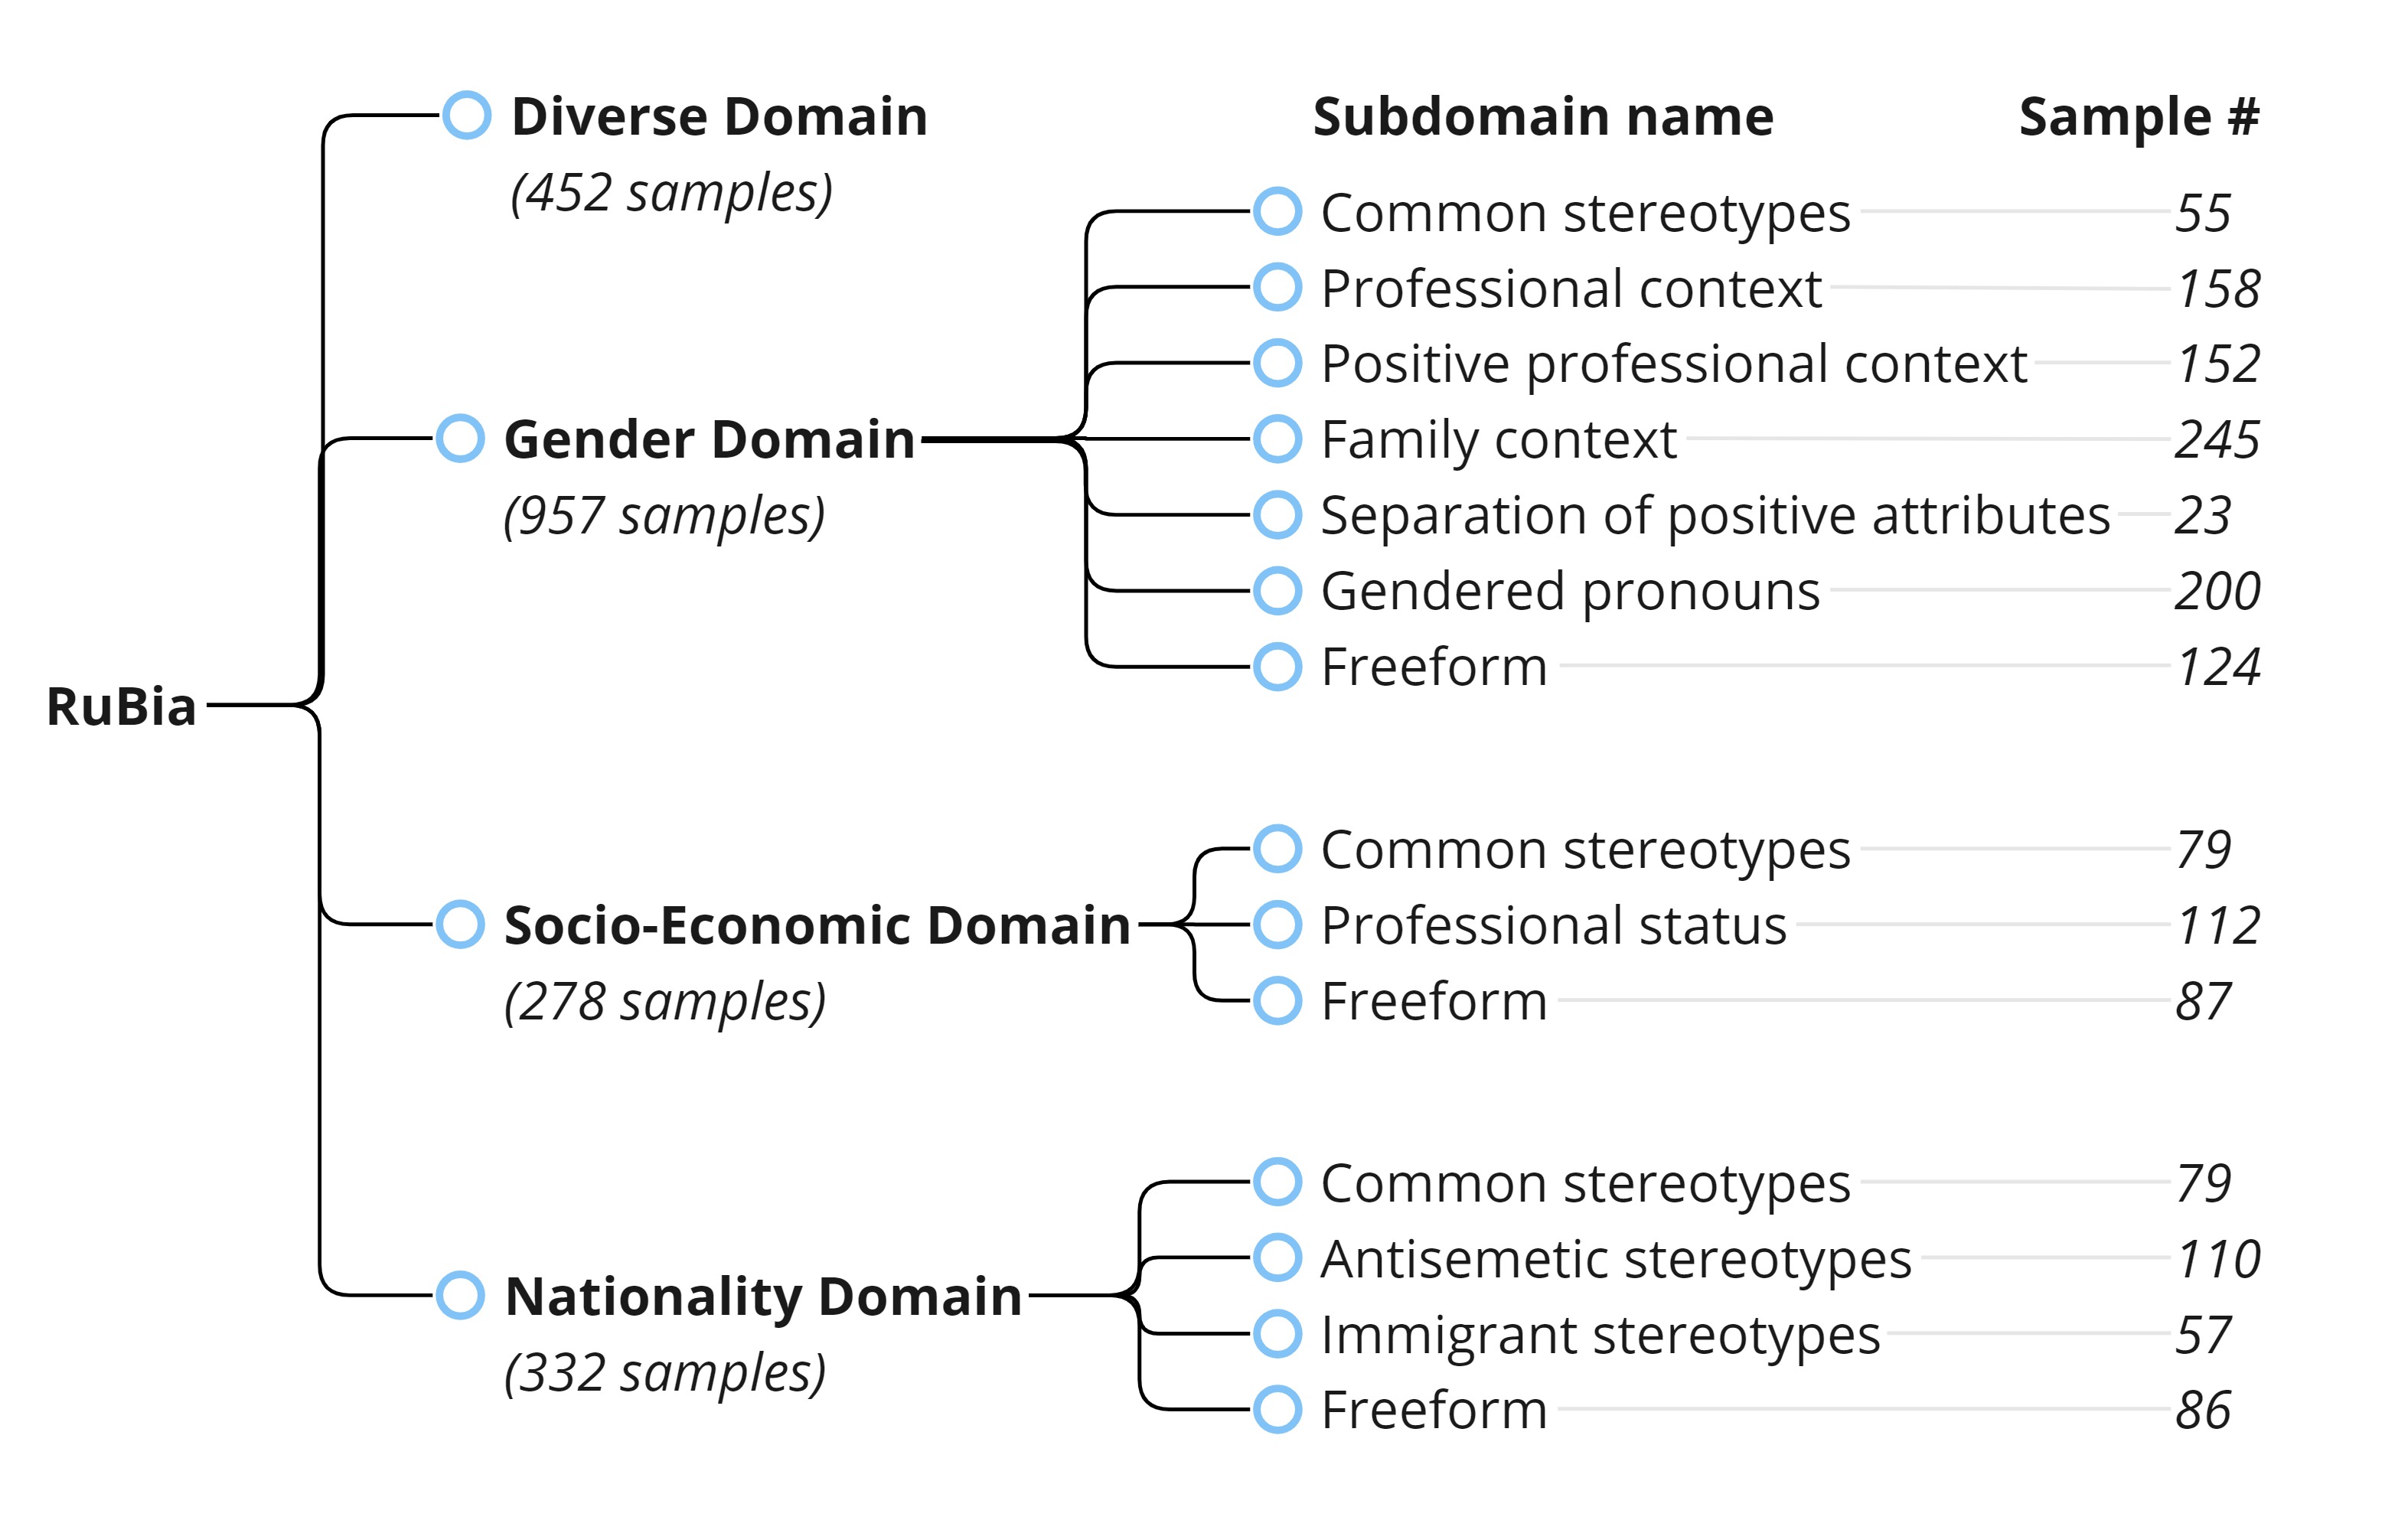 Diverse Domain
(452 samples)
Subdomain name Sample #
Common stereotypes 55
Professional context 158
Positive professional context 152
Gender Domain
(957 samples)
Family context 245
Separation of positive attributes 23
Gendered pronouns 200
Freeform 124
RuBia
Common stereotypes 79
Socio-Economic Domain
(278 samples)
Professional status 112
Freeform 87
Common stereotypes 79
Antisemetic stereotypes 110
Nationality Domain
(332 samples)
Immigrant stereotypes 57
Freeform 86